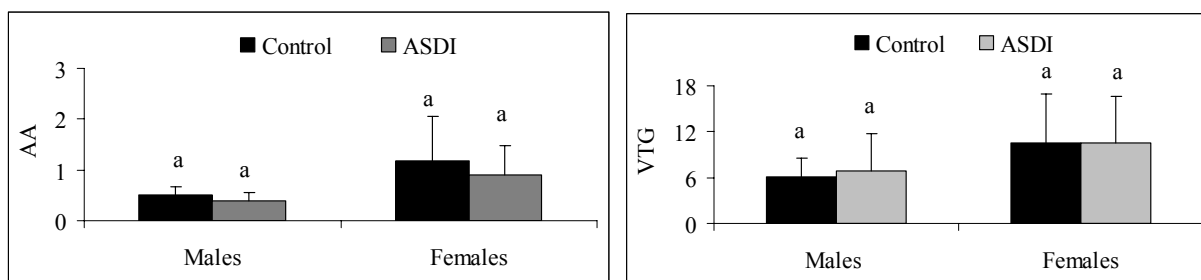 Control ASDI
3
2
1
0
AA
a a a a
Males Females
Control ASDI
18
12
6
0
VTG
a a a a
Males Females